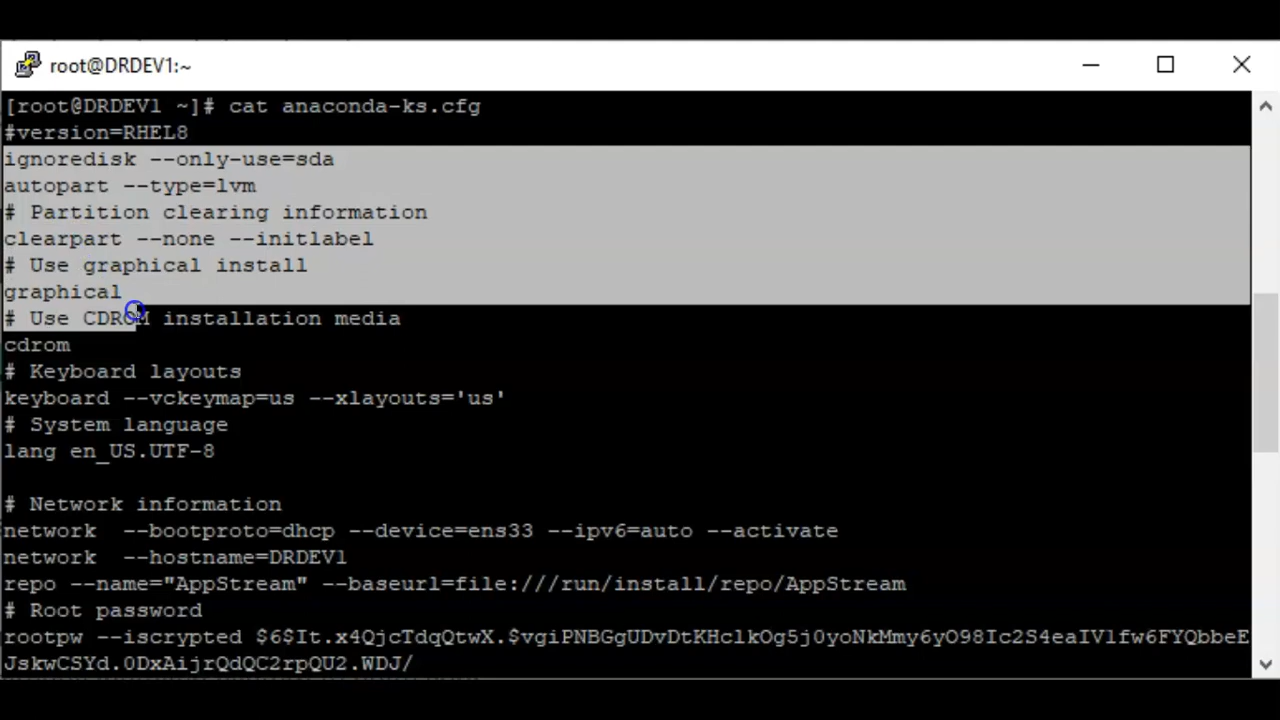 root@DRDEV1:~
[root@DRDEV1 ~]# cat anaconda-ks.cfg
#version=RHEL8
ignoredisk --only-use=sda
autopart --type=lvm
# Partition clearing information
clearpart --none --initlabel
# Use graphical install
graphical
# Use CDROM installation media
cdrom
# Keyboard layouts
keyboard --vckeymap=us --xlayouts='us'
# System language
lang en_US.UTF-8
# Network information
network  --bootproto=dhcp --device=ens33 --ipv6=auto --activate
network  --hostname=DRDEV1
repo --name="AppStream" --baseurl=file:///run/install/repo/AppStream
# Root password
rootpw --iscrypted $6$It.x4QjcTdqQtwX.$vgiPNBGgUDvDtKHclkOg5j0yoNkMmy6yO98Ic2S4eaIV1fw6FYQbbeE
JskwCSYd.0DxAijrQdQC2rpQU2.WDJ/